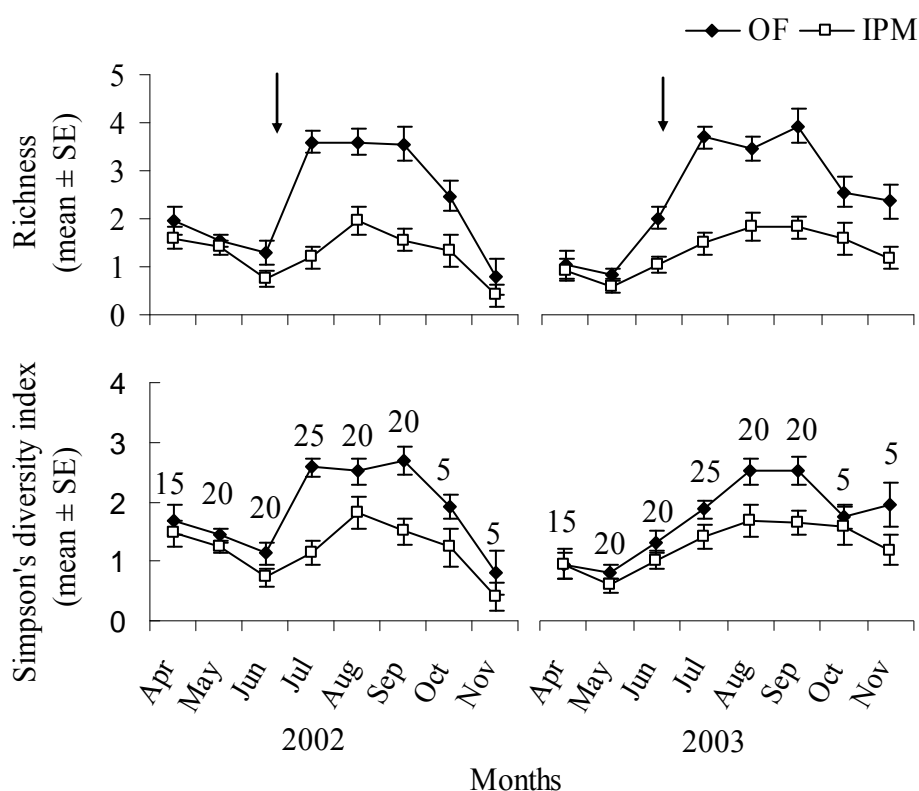 OF IPM
Richness
(mean ± SE)
5
4
3
2
1
0
Simpson's diversity index
(mean ± SE)
4
3
2
1
0
15 20 20 25 20 20 5 5
15 20 20 25 20 20 5 5
Apr May Jun Jul Aug Sep Oct Nov
Apr May Jun Jul Aug Sep Oct Nov
2002 2003
Months